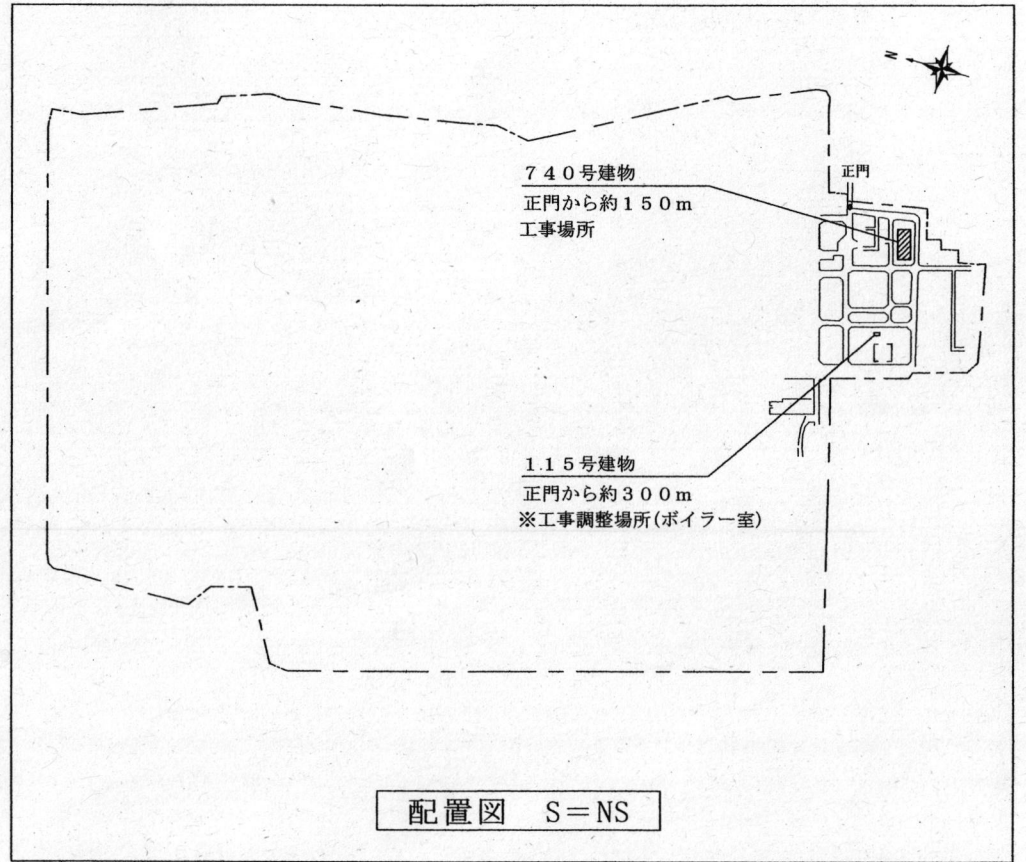 N
740号建物
正門
正門から約150m
工事場所
1.15号建物
正門から約300m
※工事調整場所(ボイラー室)
配置図 S=NS